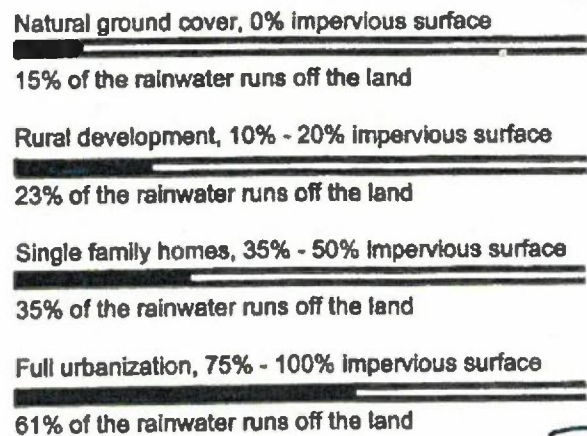 Natural ground cover, 0% impervious surface
15% of the rainwater runs off the land
Rural development, 10% - 20% impervious surface
23% of the rainwater runs off the land
Single family homes, 35% - 50% impervious surface
35% of the rainwater runs off the land
Full urbanization, 75% - 100% impervious surface
61% of the rainwater runs off the land